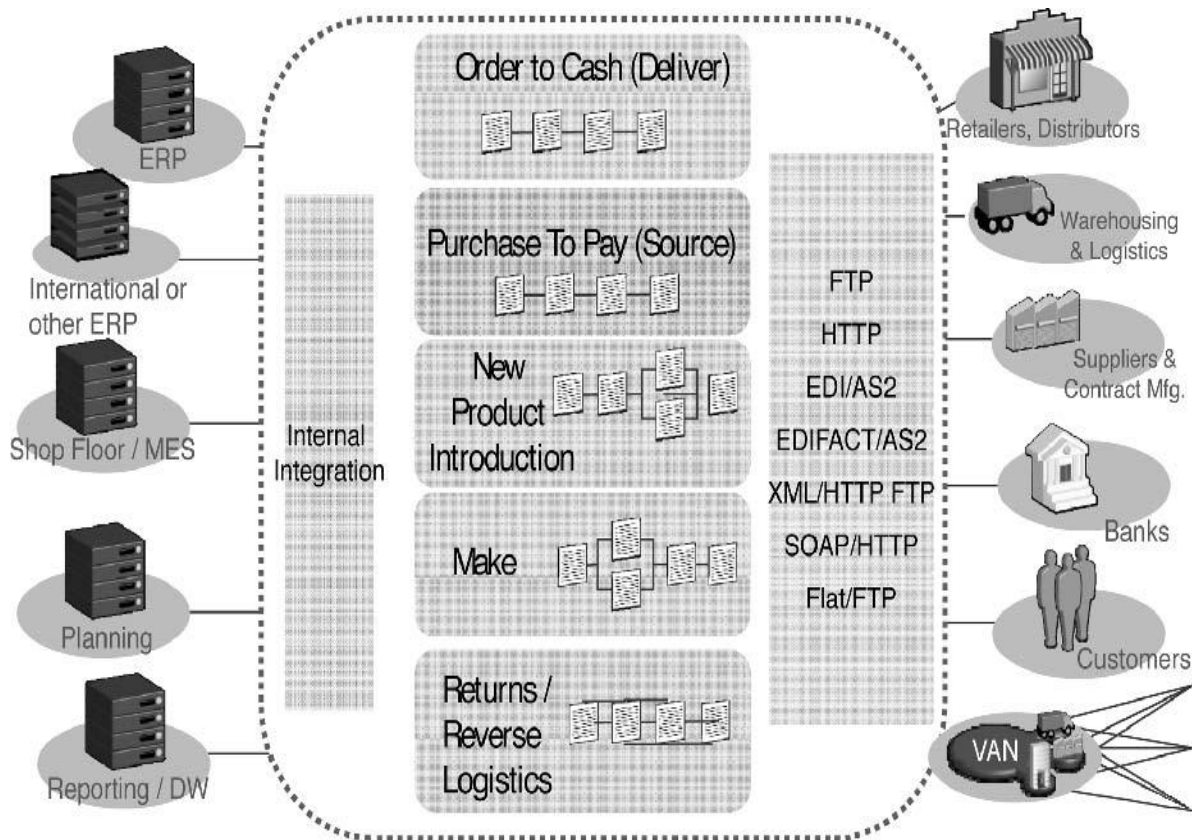 ERP
International or
other ERP
Shop Floor / MES
Planning
Reporting / DW
Internal
Integration
Order to Cash (Deliver)
Purchase To Pay (Source)
New
Product
Introduction
Make
Returns /
Reverse
Logistics
FTP
HTTP
EDI/AS2
EDIFACT/AS2
XML/HTTP FTP
SOAP/HTTP
Flat/FTP
Retailers, Distributors
Warehousing
& Logistics
Suppliers &
Contract Mfg.
Banks
Customers
VAN